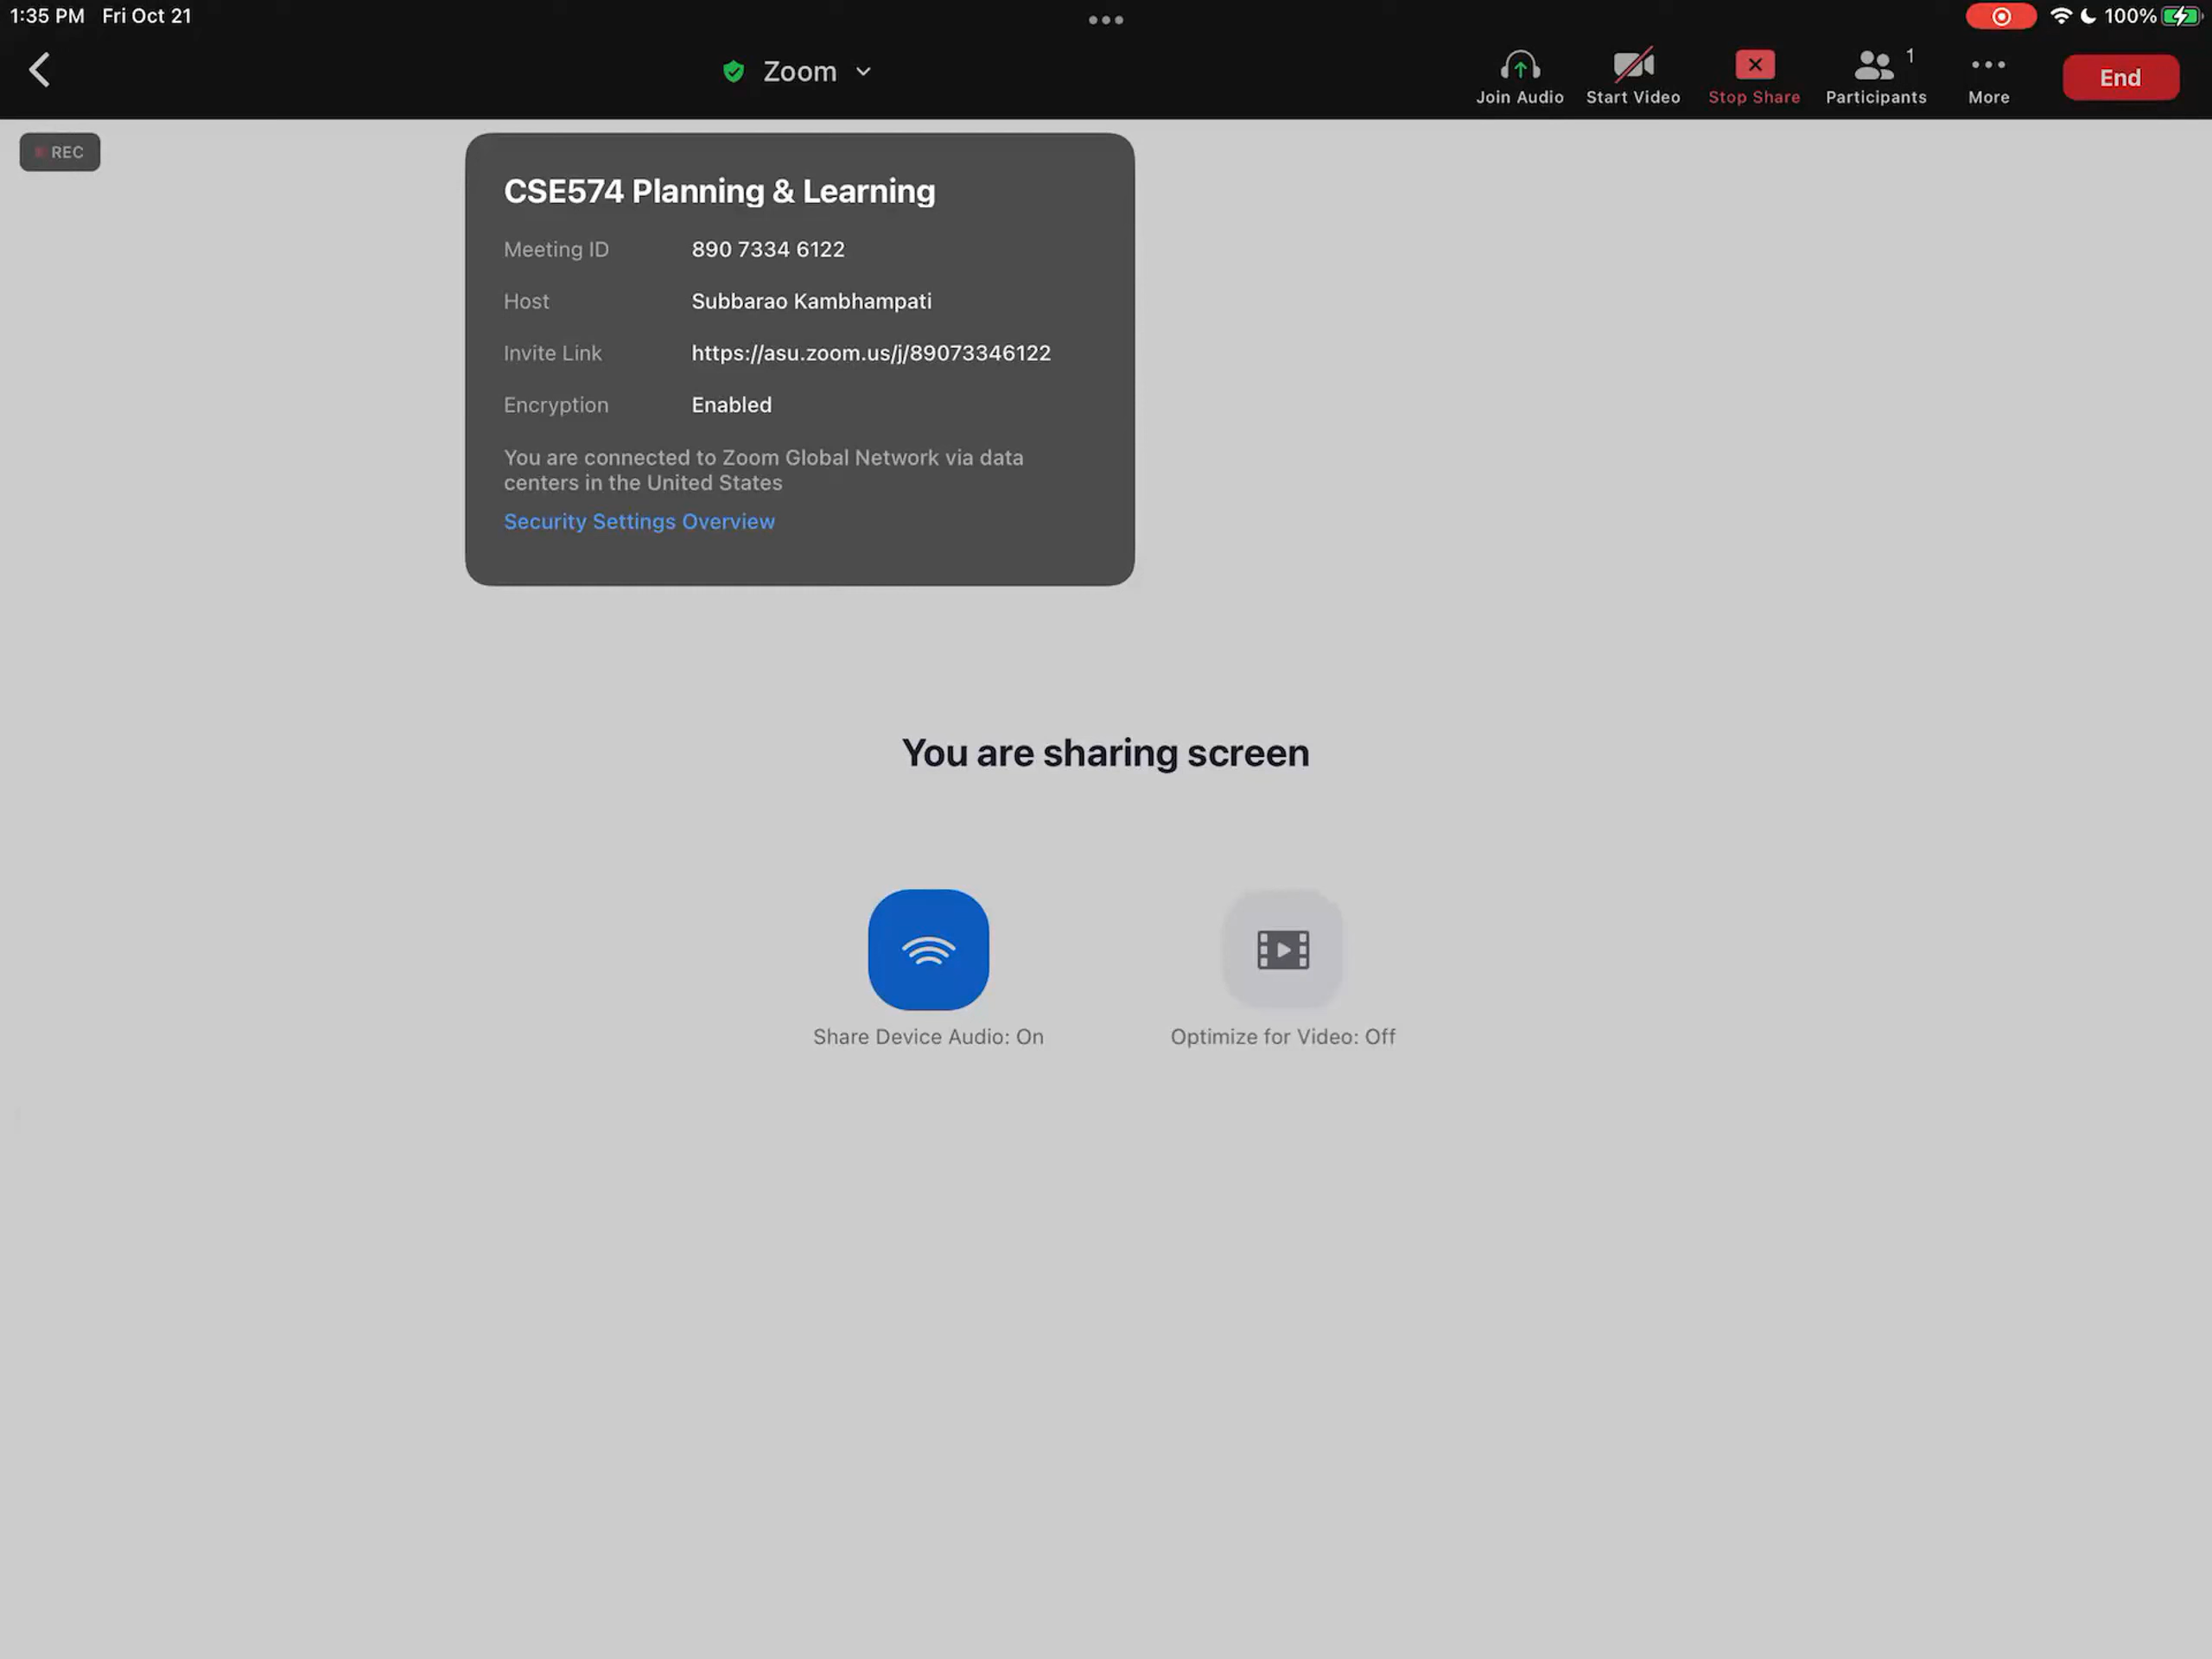 1:35 PM Fri Oct 21
100%
Zoom
1
Join Audio
Start Video
Stop Share
Participants
More
End
REC
CSE574 Planning & Learning
Meeting ID 890 7334 6122
Host Subbarao Kambhampati
Invite Link https://asu.zoom.us/j/89073346122
Encryption Enabled
You are connected to Zoom Global Network via data
centers in the United States
Security Settings Overview
You are sharing screen
Share Device Audio: On
Optimize for Video: Off